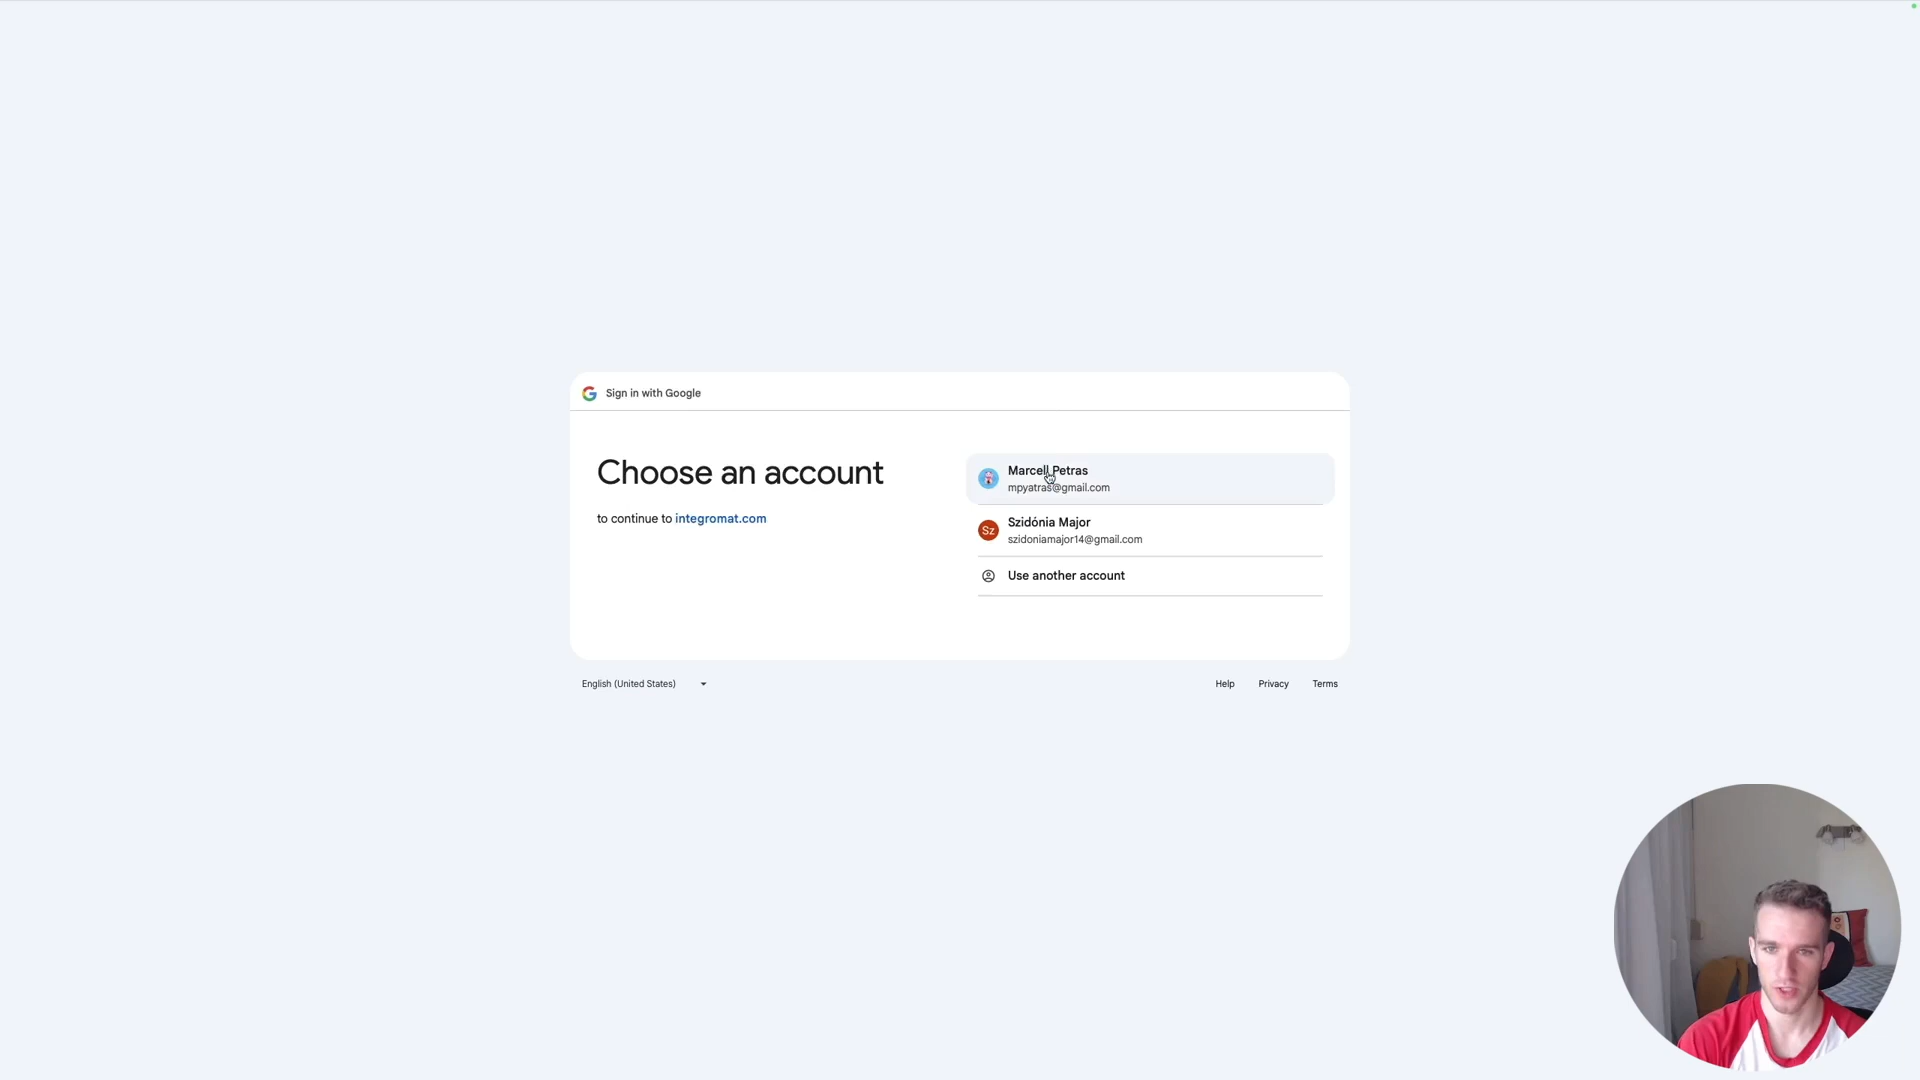 Sign in with Google
Choose an account
to continue to integromat.com
Marcell Petras
mpyatras@gmail.com
Sz
Szidónia Major
szidoniamajor14@gmail.com
Use another account
English (United States)
Help
Privacy
Terms